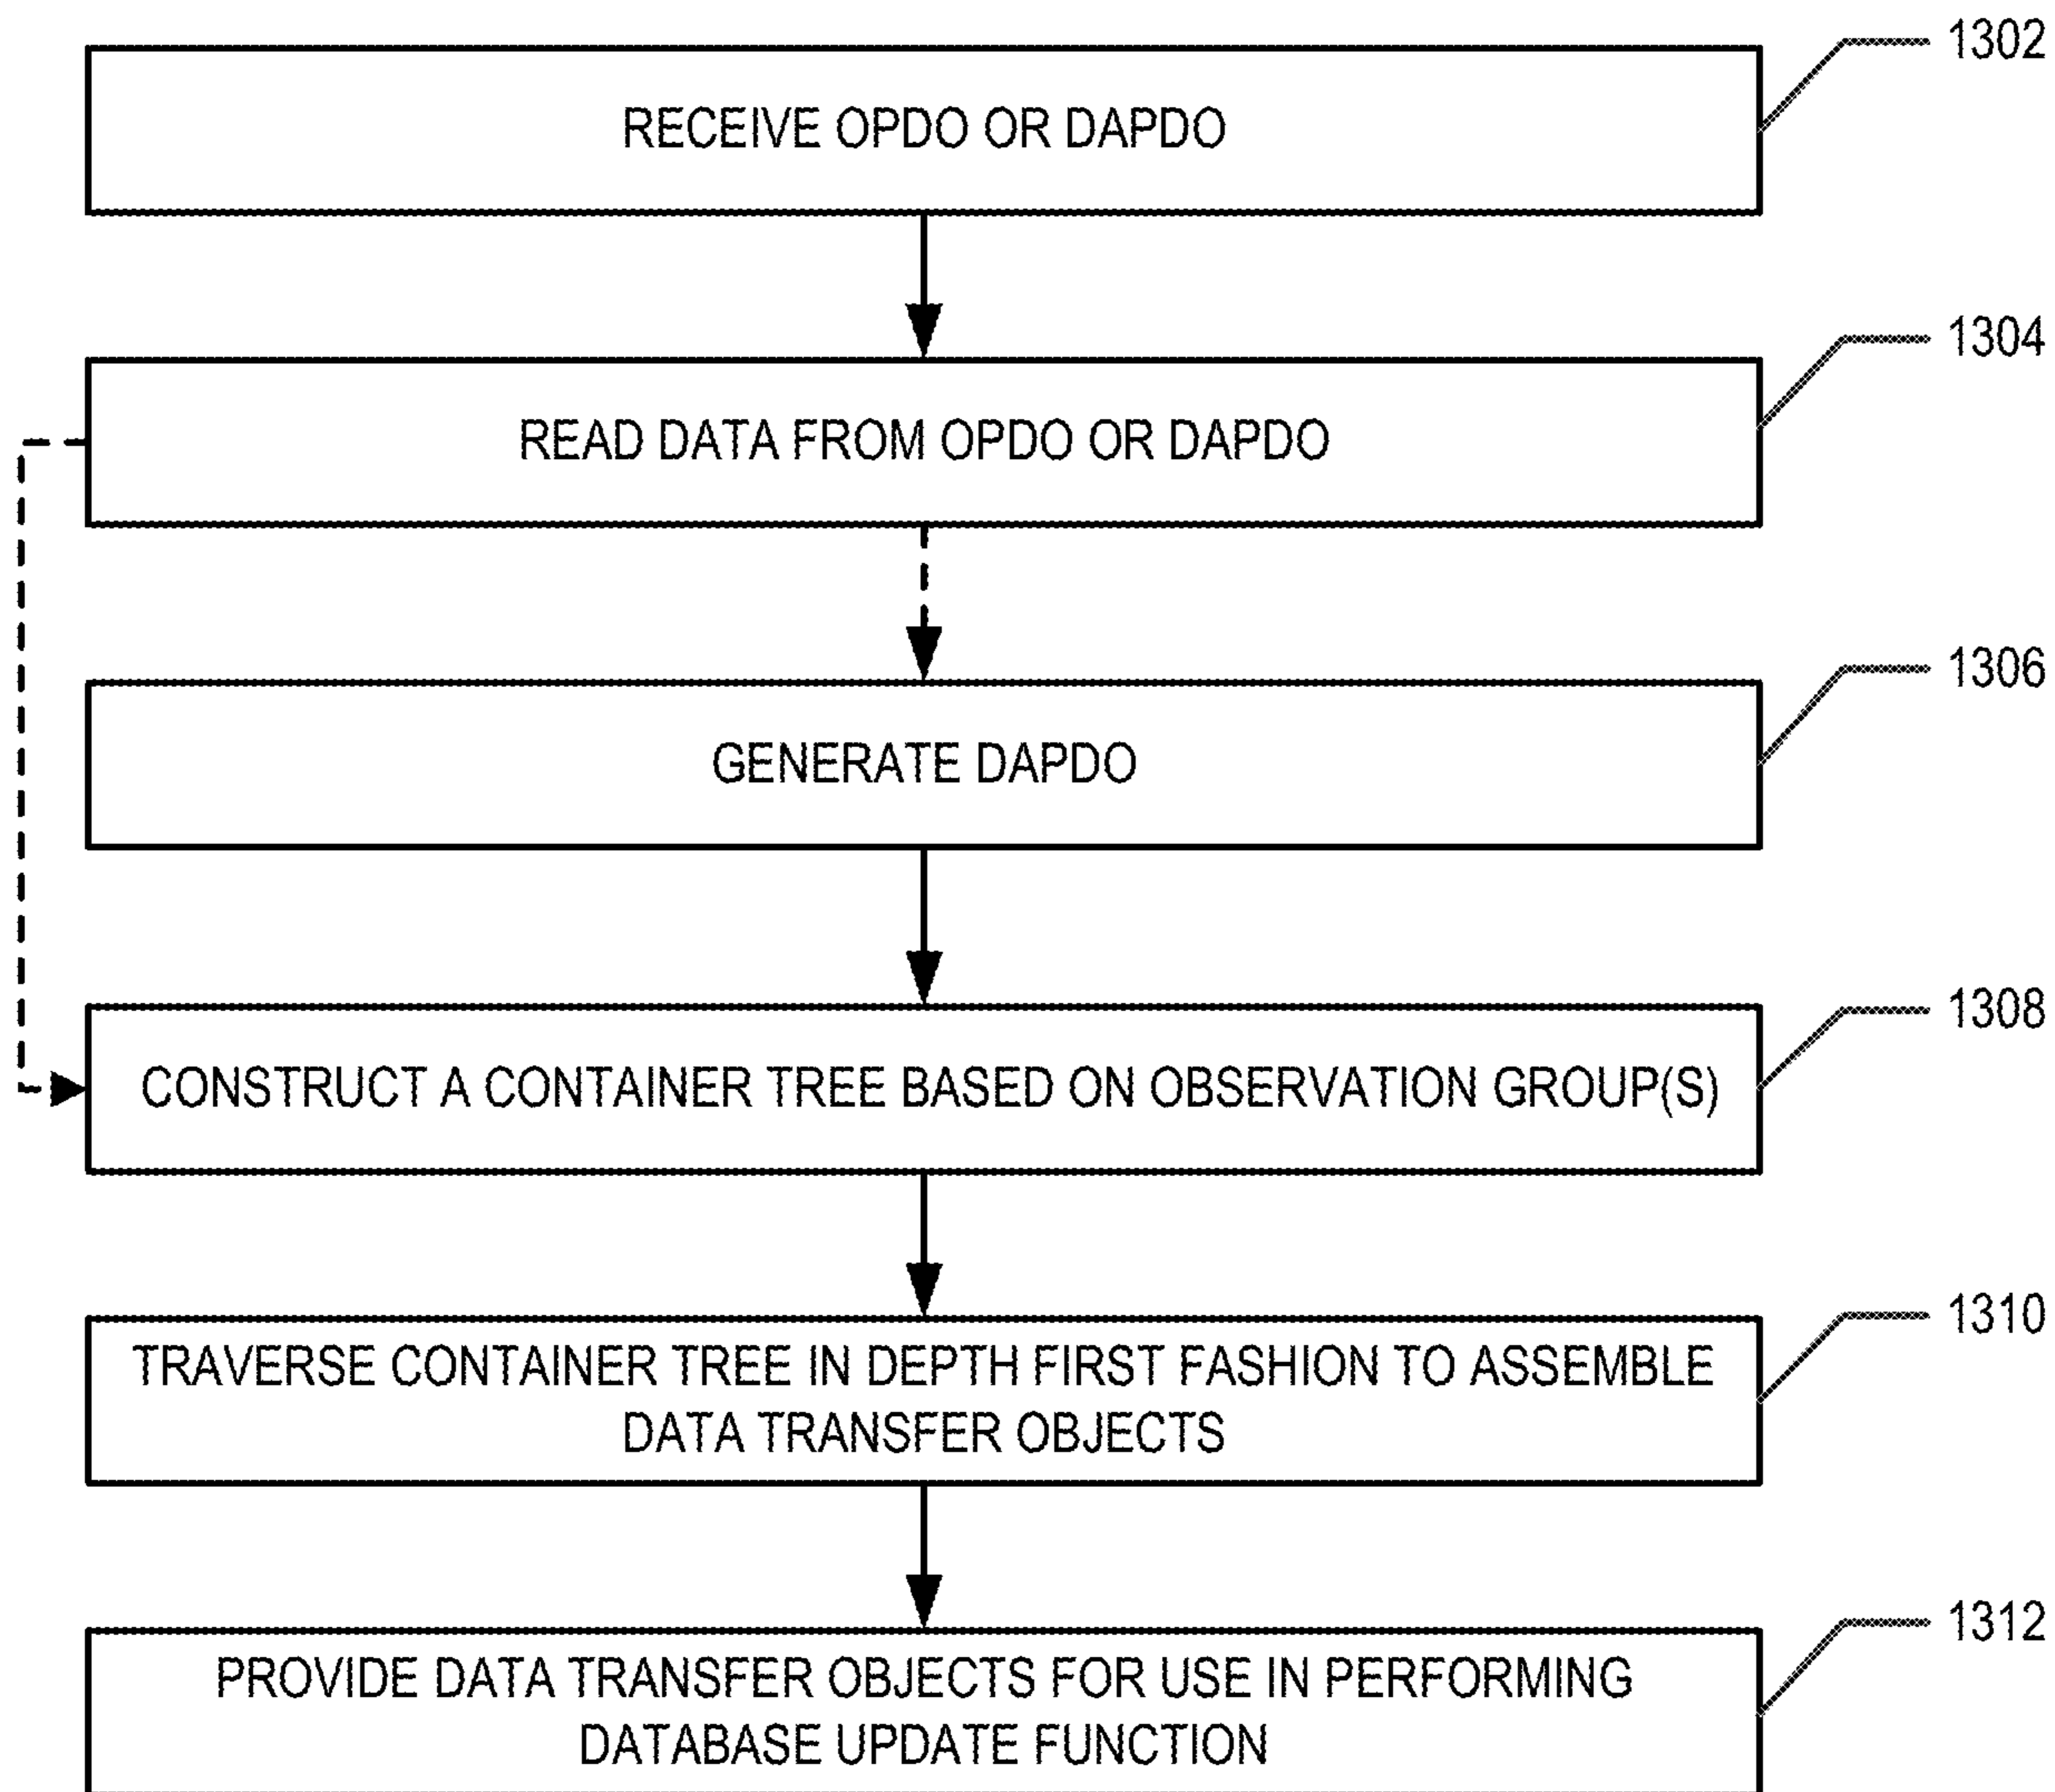 1302
RECEIVE OPDO OR DAPDO
1304
READ DATA FROM OPDO OR DAPDO
1306
GENERATE DAPDO
1308
CONSTRUCT A CONTAINER TREE BASED ON OBSERVATION GROUP(S)
1310
TRAVERSE CONTAINER TREE IN DEPTH FIRST FASHION TO ASSEMBLE
DATA TRANSFER OBJECTS
1312
PROVIDE DATA TRANSFER OBJECTS FOR USE IN PERFORMING
DATABASE UPDATE FUNCTION